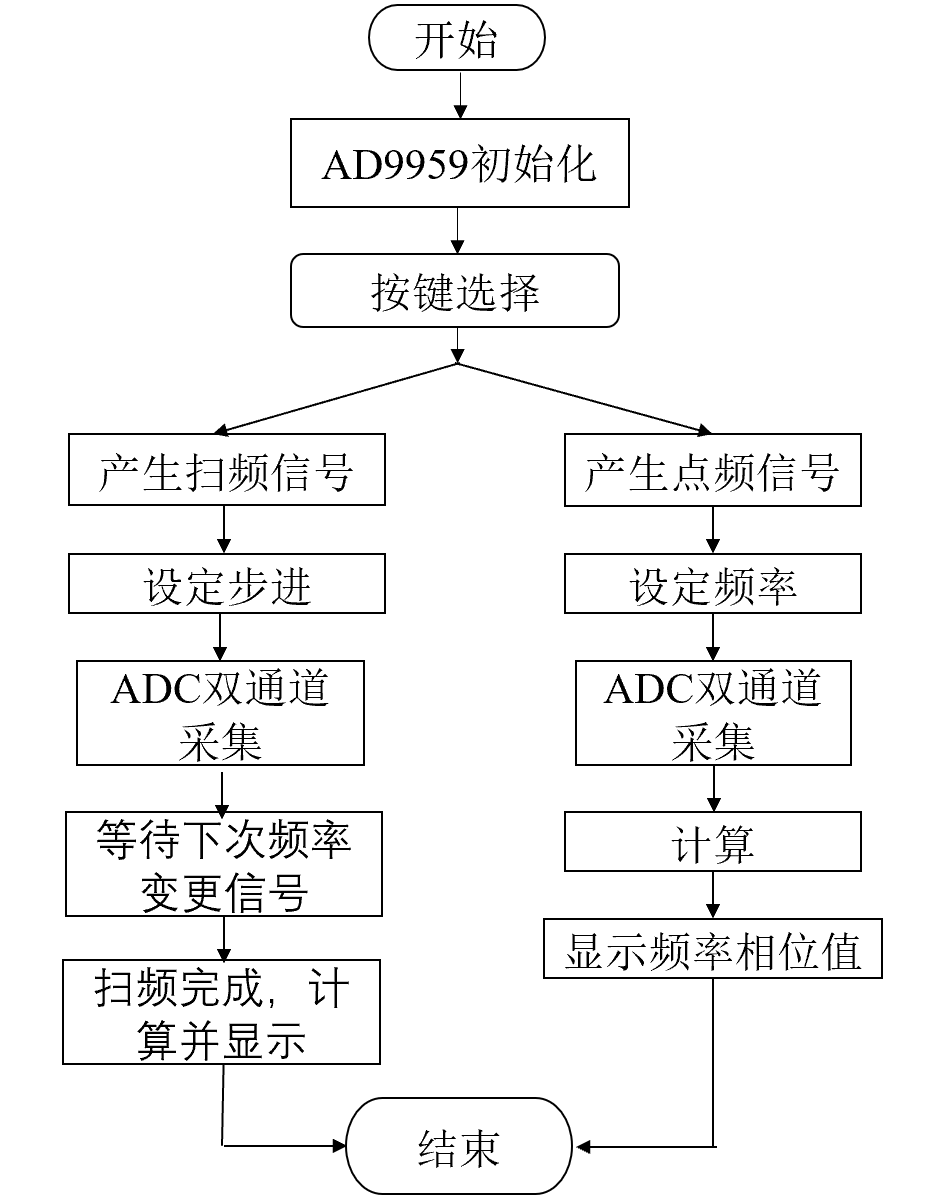 开始
AD9959初始化
按键选择
产生扫频信号
设定步进
ADC双通道
采集
等待下次频率
变更信号
扫频完成，计
算并显示
产生点频信号
设定频率
ADC双通道
采集
计算
显示频率相位值
结束